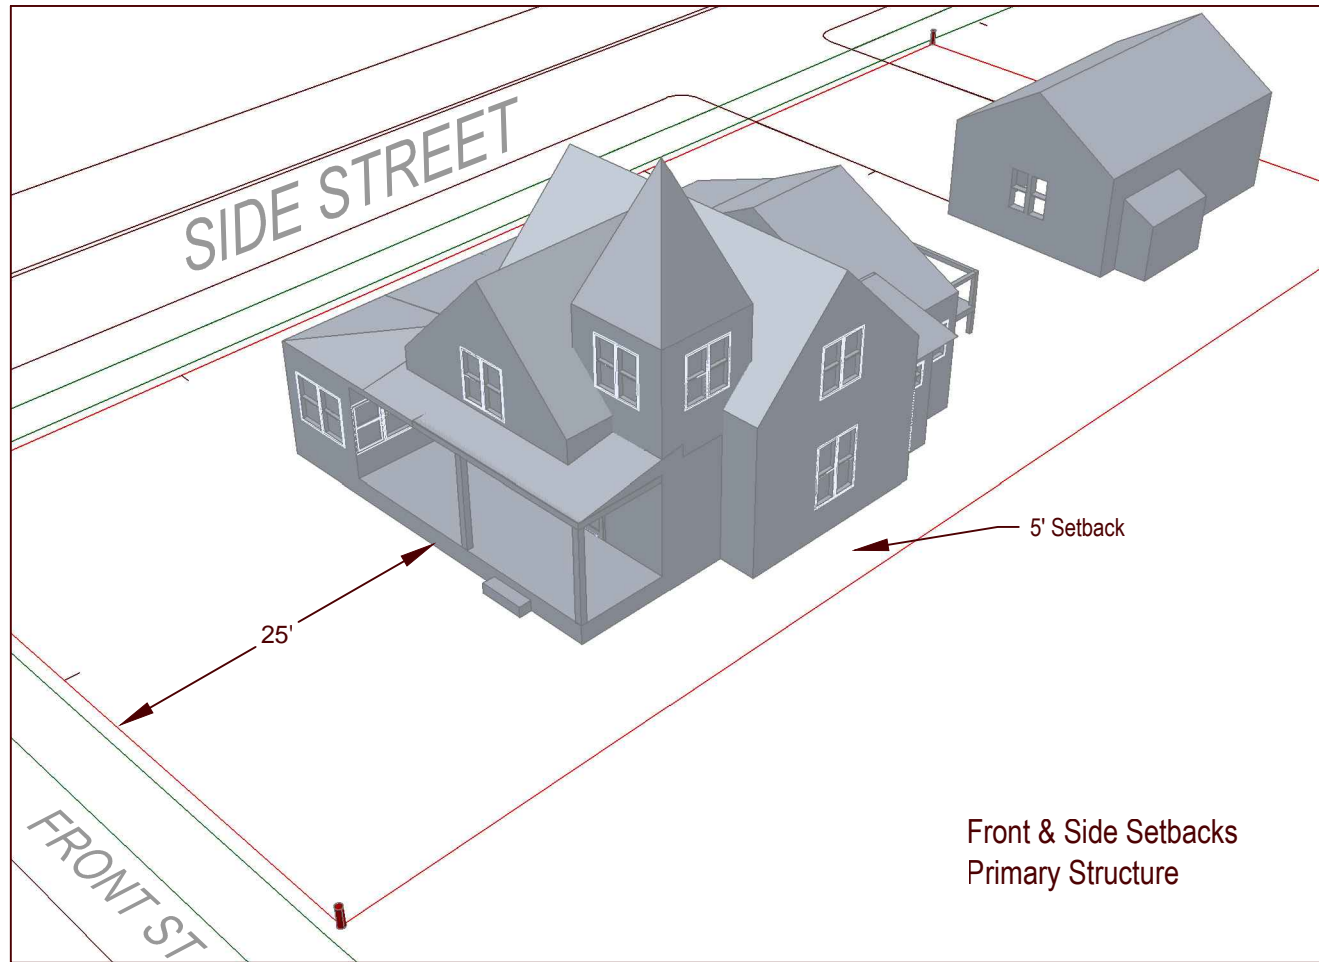 SIDE STREET
5' Setback
25'
FRONT ST
Front & Side Setbacks
Primary Structure